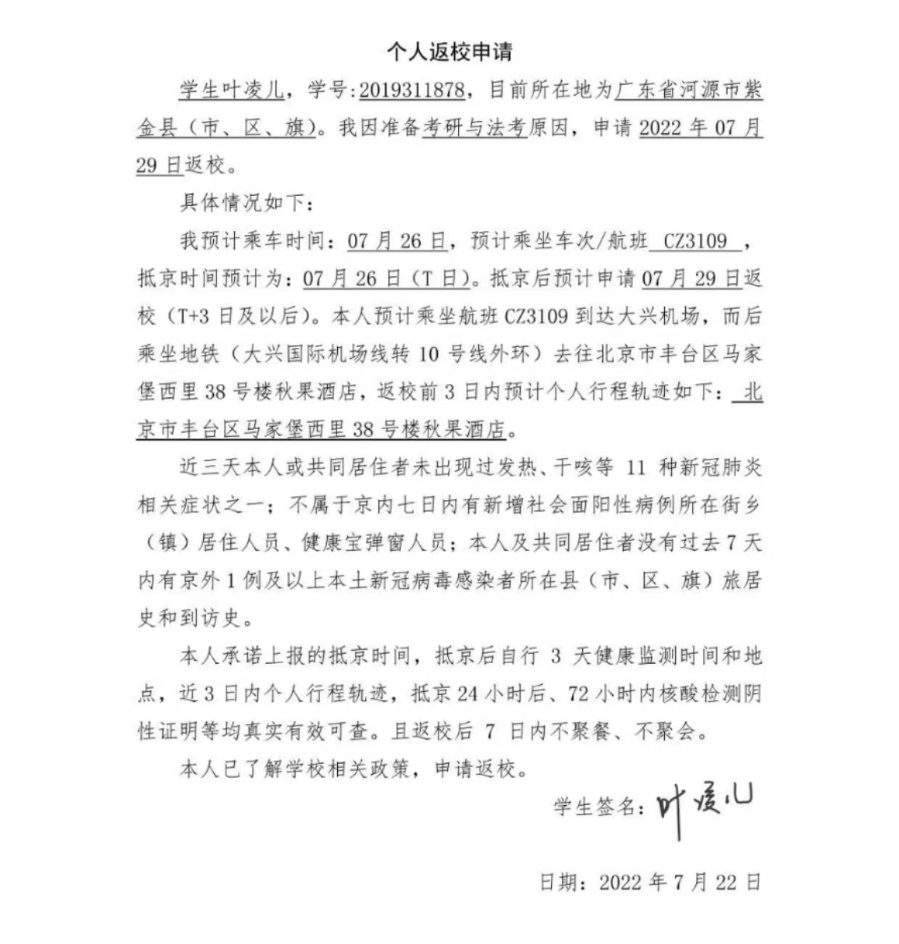 个人返校申请
学生叶凌儿，学号:2019311878，目前所在地为广东省河源市紫
金县（市、区、旗）。我因准备考研与法考原因，申请 2022 年 07 月
29 日返校。
具体情况如下：
我预计乘车时间：07 月 26 日，预计乘坐车次/航班 CZ3109 ，
抵京时间预计为：07 月 26 日（T 日）。抵京后预计申请 07 月 29 日返
校（T+3 日及以后）。本人预计乘坐航班 CZ3109 到达大兴机场，而后
乘坐地铁（大兴国际机场线转 10 号线外环）去往北京市丰台区马家
堡西里 38 号楼秋果酒店，返校前 3 日内预计个人行程轨迹如下： 北
京市丰台区马家堡西里 38 号楼秋果酒店。
近三天本人或共同居住者未出现过发热、干咳等 11 种新冠肺炎
相关症状之一；不属于京内七日内有新增社会面阳性病例所在街乡
（镇）居住人员、健康宝弹窗人员；本人及共同居住者没有过去 7 天
内有京外 1 例及以上本土新冠病毒感染者所在县（市、区、旗）旅居
史和到访史。
本人承诺上报的抵京时间，抵京后自行 3 天健康监测时间和地
点，近 3 日内个人行程轨迹，抵京 24 小时后、72 小时内核酸检测阴
性证明等均真实有效可查。且返校后 7 日内不聚餐、不聚会。
本人已了解学校相关政策，申请返校。
学生签名：叶凌儿
日期：2022 年 7 月 22 日